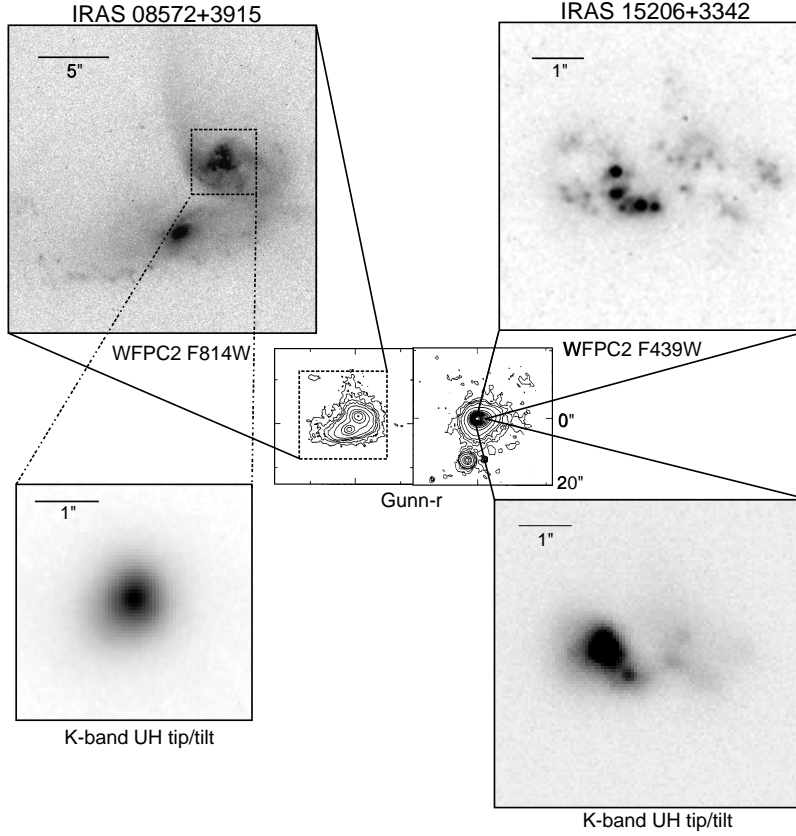 IRAS 08572+3915
IRAS 15206+3342
5"
1"
WFPC2 F814W
WFPC2 F439W
0"
20"
Gunn-r
1"
1"
K-band UH tip/tilt
K-band UH tip/tilt